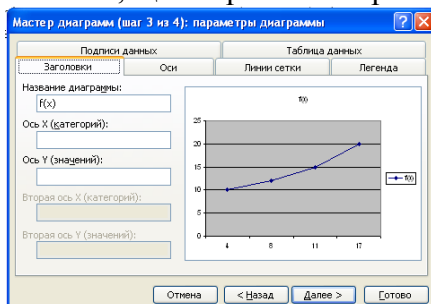 Мастер диаграмм (шаг 3 из 4): параметры диаграммы
Подписи данных
Таблица данных
Заголовки
Оси
Линии сетки
Легенда
Название диаграммы:
f(x)
Ось X (категорий):
Ось Y (значений):
Вторая ось X (категорий):
Вторая ось Y (значений):
f(x)
25
20
15
10
5
0
4 8 11 17
f(x)
Отмена
< Назад
Далее >
Готово